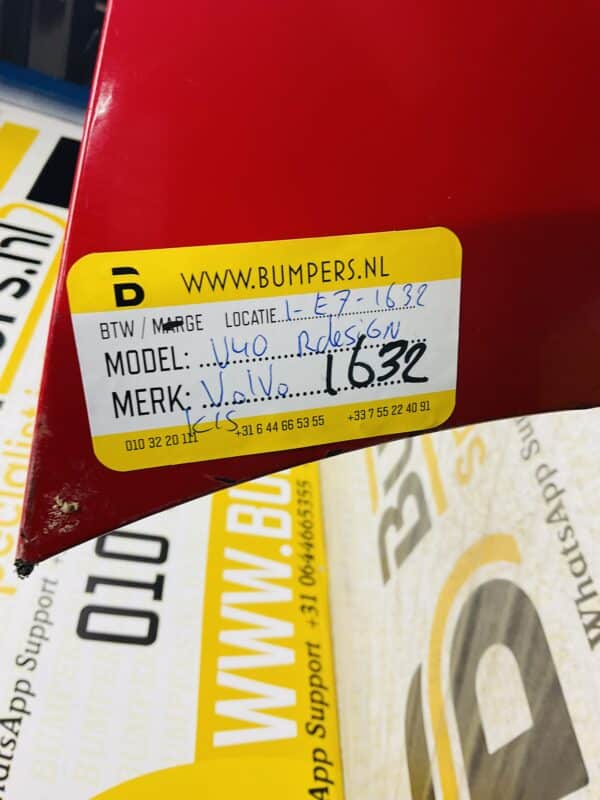 B WWW.BUMPERS.NL
BTW / MARGE LOCATIE 1-E7-1632
MODEL: V40 Rdesign
MERK: Volvo 1632
010 32 20 111 +31 6 44 66 53 55 +33 7 55 22 40 91
010
WWW.BU
App Support +31 0644665355
WhatsApp Support
WhatsApp Sup
B